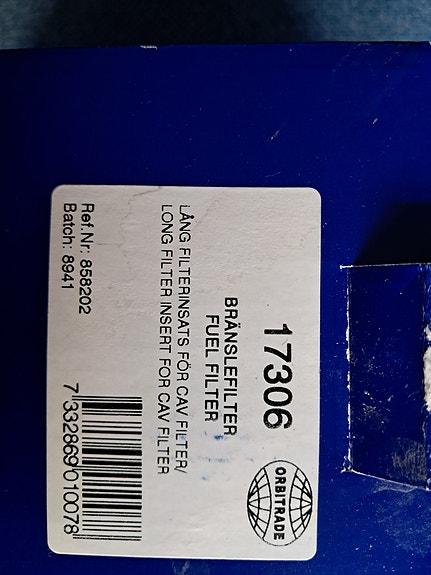 17306
BRÄNSLEFILTER
FUEL FILTER
LÅNG FILTERINSATS FÖR CAV FILTER/
LONG FILTER INSERT FOR CAV FILTER
Ref.Nr: 858202
Batch: 8941
7 332869 010078
ORBITRADE